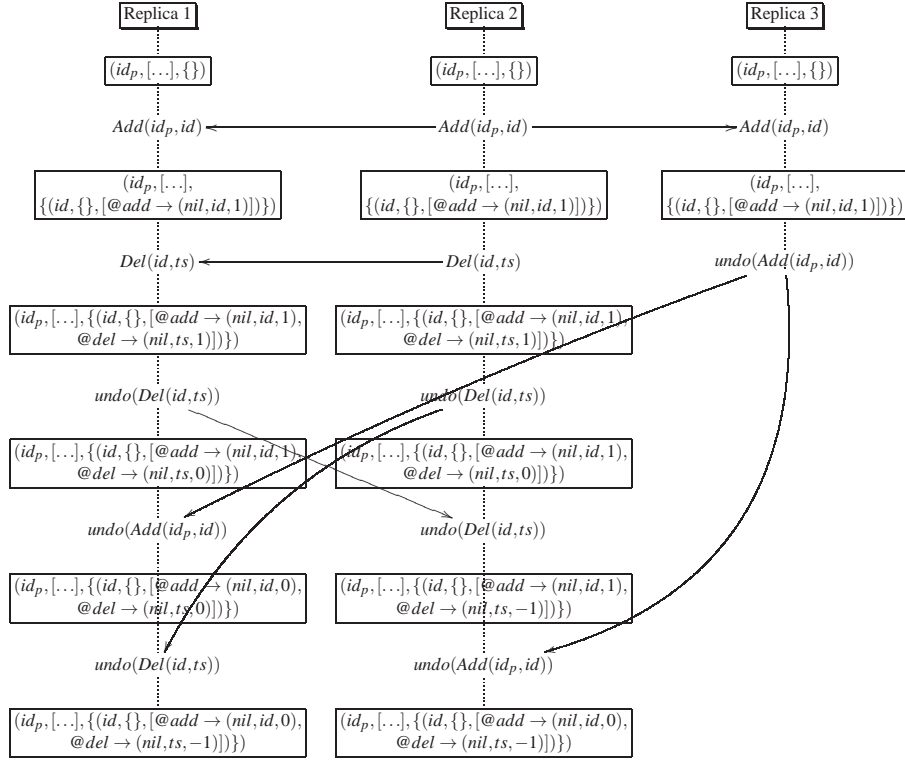 Replica 1 Replica 2 Replica 3
(id_p,[...],{}) (id_p,[...],{}) (id_p,[...],{})
Add(id_p,id) Add(id_p,id) Add(id_p,id)
(id_p,[...], (id_p,[...], (id_p,[...],
{(id,{},[@add→(nil,id,1)])}) {(id,{},[@add→(nil,id,1)])}) {(id,{},[@add→(nil,id,1)])})
Del(id,ts) Del(id,ts) undo(Add(id_p,id))
(id_p,[...],{(id,{},[@add→(nil,id,1), (id_p,[...],{(id,{},[@add→(nil,id,1),
@del→(nil,ts,1)])}) @del→(nil,ts,1)])})
undo(Del(id,ts)) undo(Del(id,ts))
(id_p,[...],{(id,{},[@add→(nil,id,1), (id_p,[...],{(id,{},[@add→(nil,id,1),
@del→(nil,ts,0)])}) @del→(nil,ts,0)])})
undo(Add(id_p,id)) undo(Del(id,ts))
(id_p,[...],{(id,{},[@add→(nil,id,0), (id_p,[...],{(id,{},[@add→(nil,id,1),
@del→(nil,ts,0)])}) @del→(nil,ts,−1)])})
undo(Del(id,ts)) undo(Add(id_p,id))
(id_p,[...],{(id,{},[@add→(nil,id,0), (id_p,[...],{(id,{},[@add→(nil,id,0),
@del→(nil,ts,−1)])}) @del→(nil,ts,−1)])})